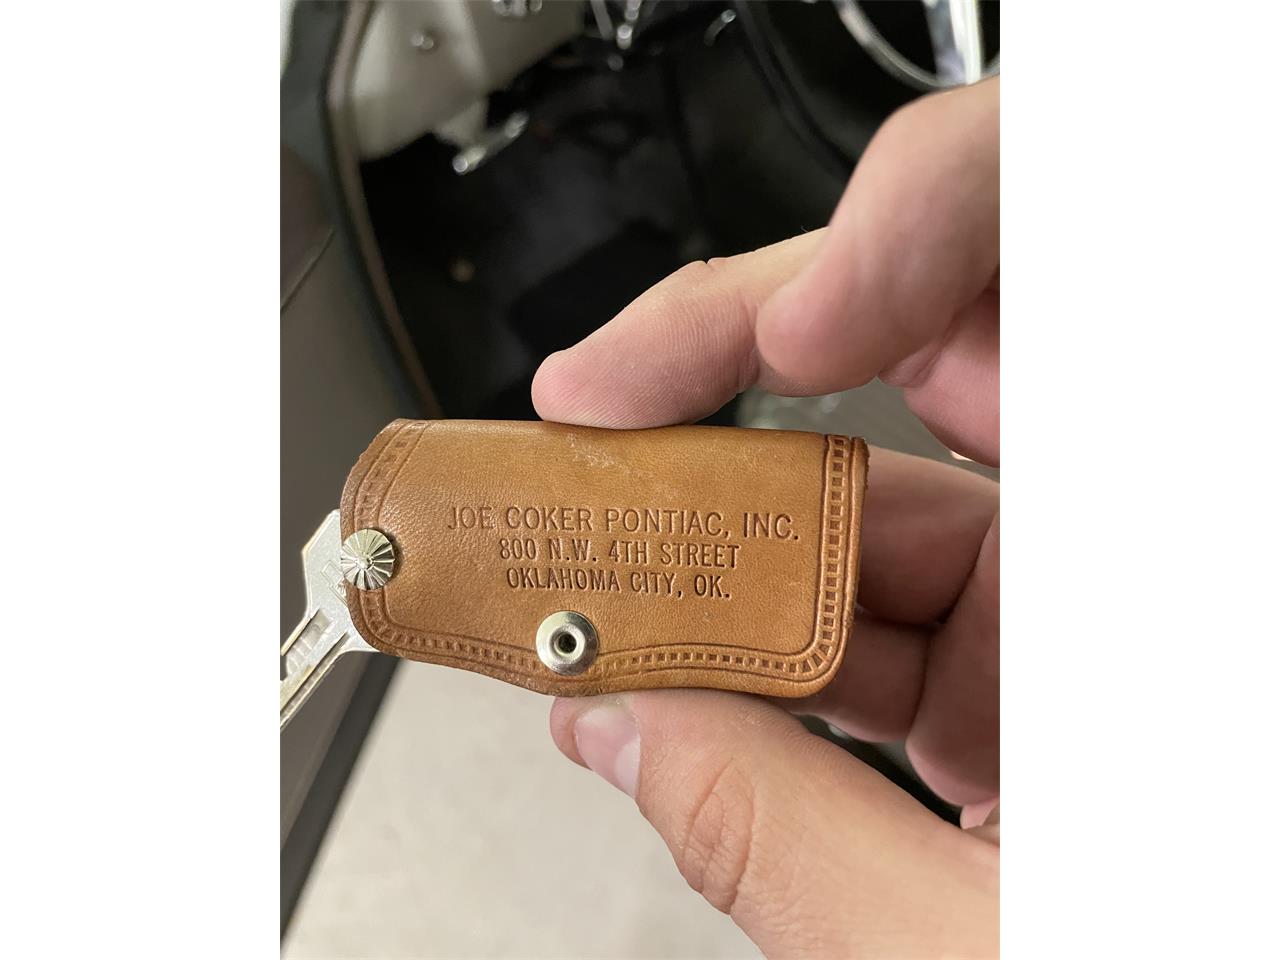 JOE COKER PONTIAC, INC.
800 N.W. 4TH STREET
OKLAHOMA CITY, OK.